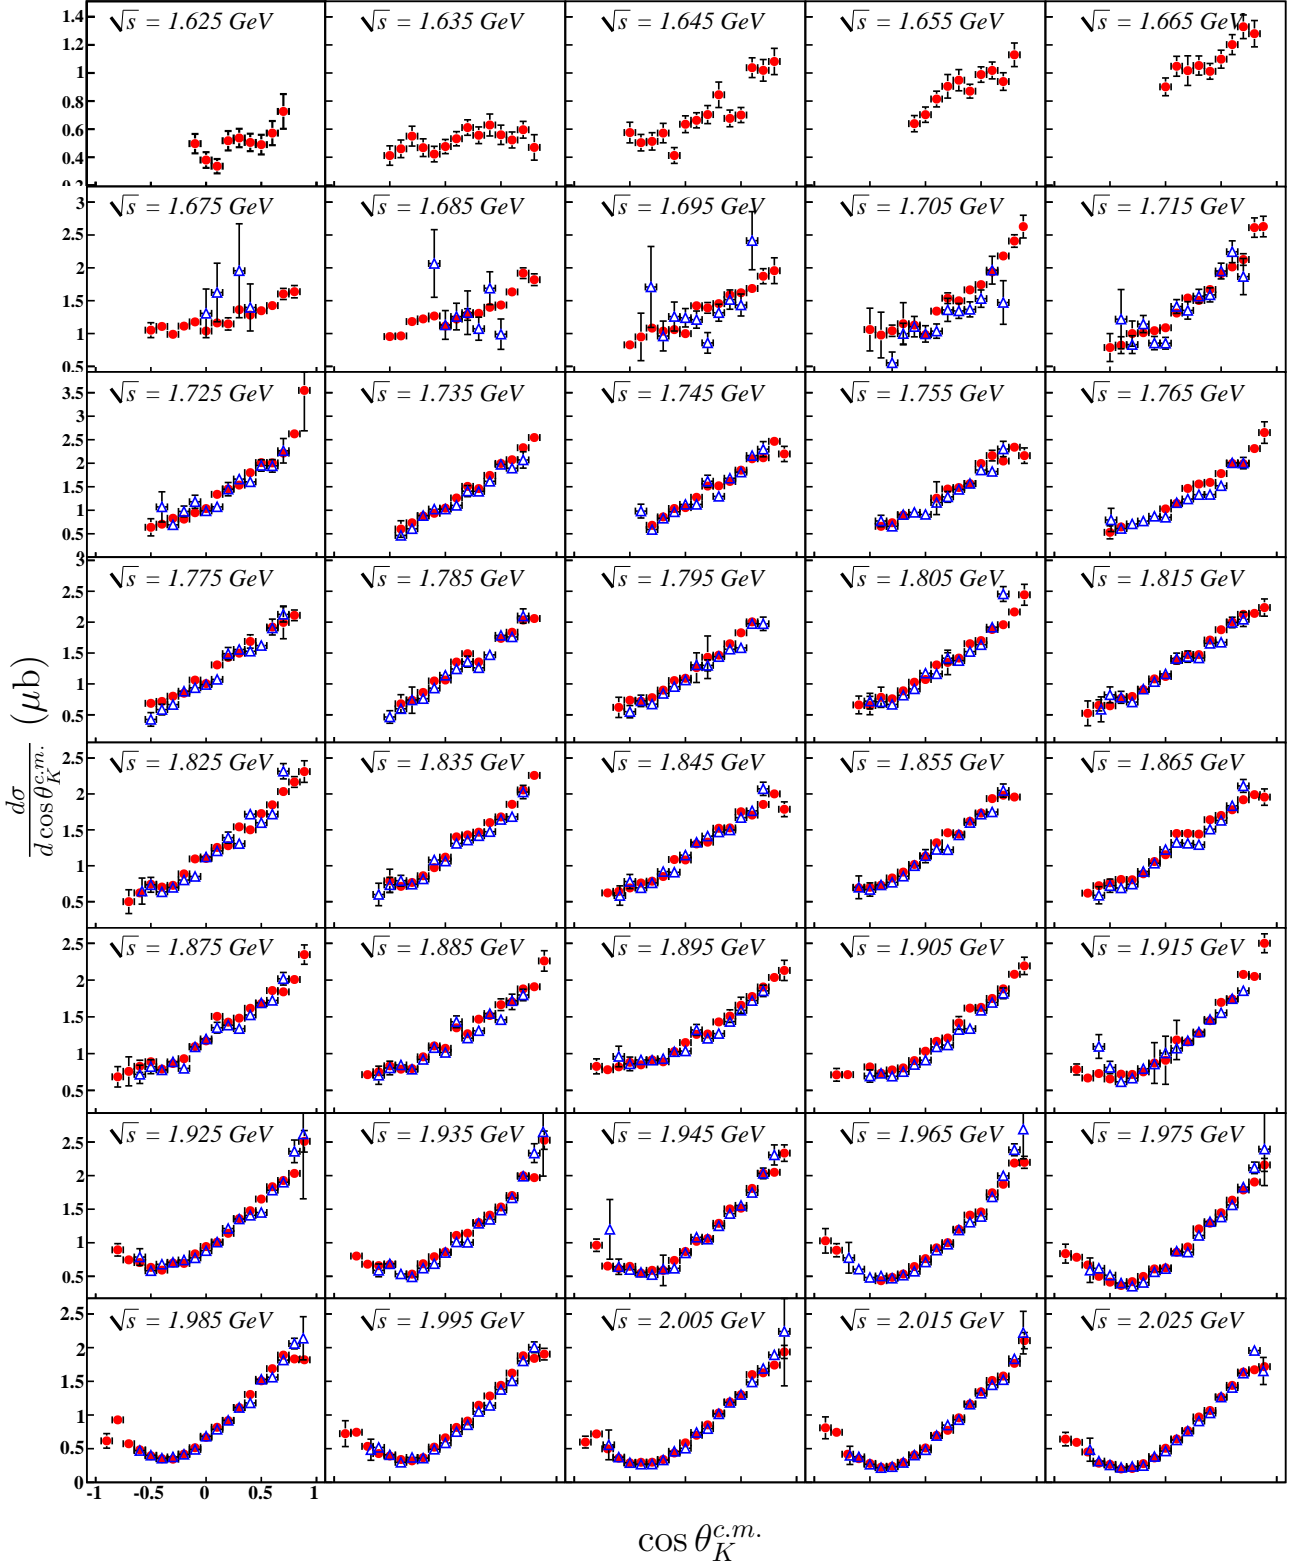 1.4
1.2
1
0.8
0.6
0.4
0.2
√s = 1.625 GeV
√s = 1.635 GeV
√s = 1.645 GeV
√s = 1.655 GeV
√s = 1.665 GeV
3
2.5
2
1.5
1
0.5
√s = 1.675 GeV
√s = 1.685 GeV
√s = 1.695 GeV
√s = 1.705 GeV
√s = 1.715 GeV
3.5
3
2.5
2
1.5
1
0.5
√s = 1.725 GeV
√s = 1.735 GeV
√s = 1.745 GeV
√s = 1.755 GeV
√s = 1.765 GeV
3
2.5
2
1.5
1
0.5
√s = 1.775 GeV
√s = 1.785 GeV
√s = 1.795 GeV
√s = 1.805 GeV
√s = 1.815 GeV
dσ/d cos θ_K^{c.m.} (μb)
2.5
2
1.5
1
0.5
√s = 1.825 GeV
√s = 1.835 GeV
√s = 1.845 GeV
√s = 1.855 GeV
√s = 1.865 GeV
2.5
2
1.5
1
0.5
√s = 1.875 GeV
√s = 1.885 GeV
√s = 1.895 GeV
√s = 1.905 GeV
√s = 1.915 GeV
2.5
2
1.5
1
0.5
√s = 1.925 GeV
√s = 1.935 GeV
√s = 1.945 GeV
√s = 1.965 GeV
√s = 1.975 GeV
2.5
2
1.5
1
0.5
0
√s = 1.985 GeV
√s = 1.995 GeV
√s = 2.005 GeV
√s = 2.015 GeV
√s = 2.025 GeV
-1 -0.5 0 0.5 1
cos θ_K^{c.m.}